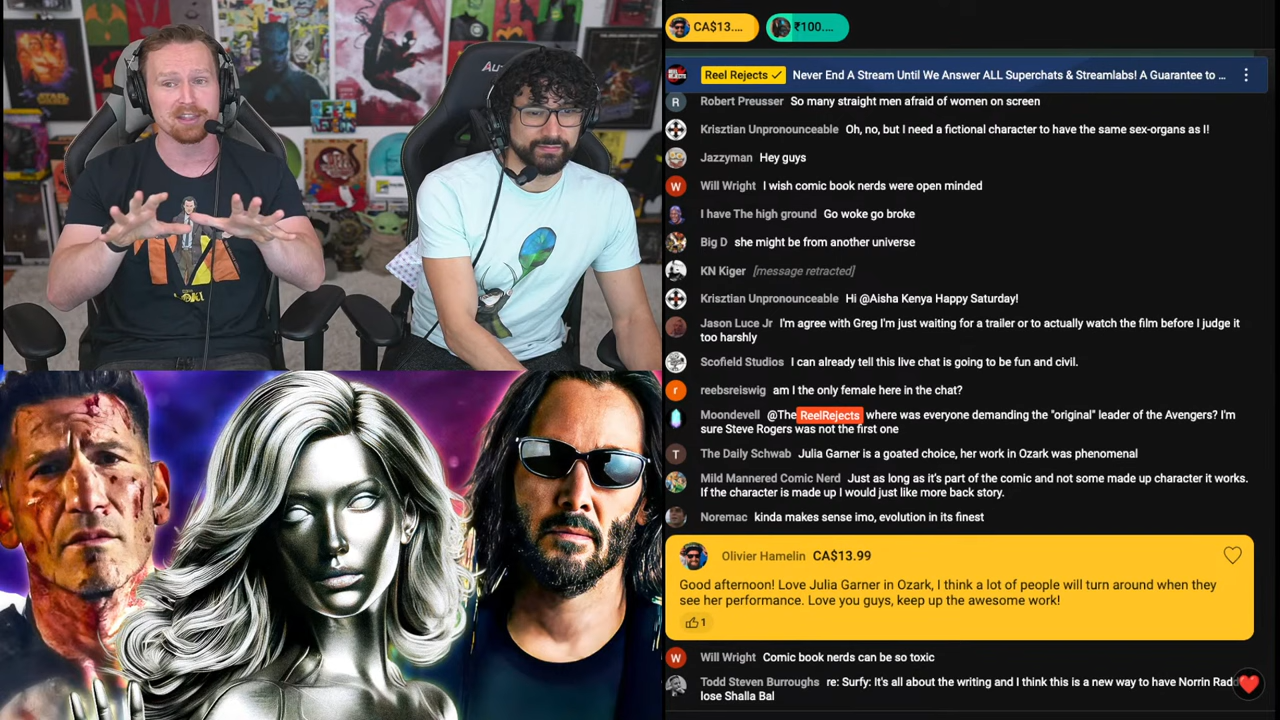 CA$13....
₹100....
Reel Rejects Never End A Stream Until We Answer ALL Superchats & Streamlabs! A Guarantee to ...
R Robert Preusser So many straight men afraid of women on screen
Krisztian Unpronounceable Oh, no, but I need a fictional character to have the same sex-organs as I!
Jazzyman Hey guys
W Will Wright I wish comic book nerds were open minded
I have The high ground Go woke go broke
Big D she might be from another universe
KN Kiger [message retracted]
Krisztian Unpronounceable Hi @Aisha Kenya Happy Saturday!
Jason Luce Jr I'm agree with Greg I'm just waiting for a trailer or to actually watch the film before I judge it
too harshly
Scofield Studios I can already tell this live chat is going to be fun and civil.
r reebsreiswig am I the only female here in the chat?
Moondevell @The ReelRejects where was everyone demanding the "original" leader of the Avengers? I'm
sure Steve Rogers was not the first one
T The Daily Schwab Julia Garner is a goated choice, her work in Ozark was phenomenal
Mild Mannered Comic Nerd Just as long as it's part of the comic and not some made up character it works.
If the character is made up I would just like more back story.
Noremac kinda makes sense imo, evolution in its finest
Olivier Hamelin CA$13.99
Good afternoon! Love Julia Garner in Ozark, I think a lot of people will turn around when they
see her performance. Love you guys, keep up the awesome work!
1
W Will Wright Comic book nerds can be so toxic
Todd Steven Burroughs re: Surfy: It's all about the writing and I think this is a new way to have Norrin Radd
lose Shalla Bal